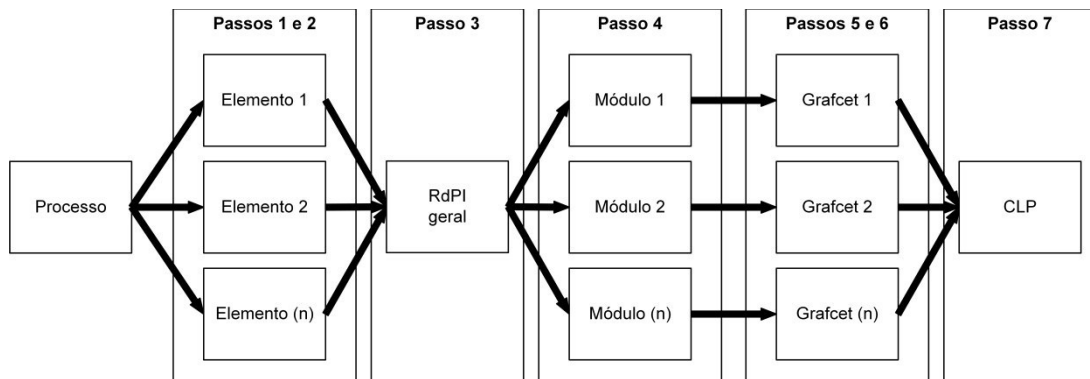 Passos 1 e 2
Passo 3
Passo 4
Passos 5 e 6
Passo 7
Elemento 1
Módulo 1
Grafcet 1
Processo
Elemento 2
RdPI
geral
Módulo 2
Grafcet 2
CLP
Elemento (n)
Módulo (n)
Grafcet (n)